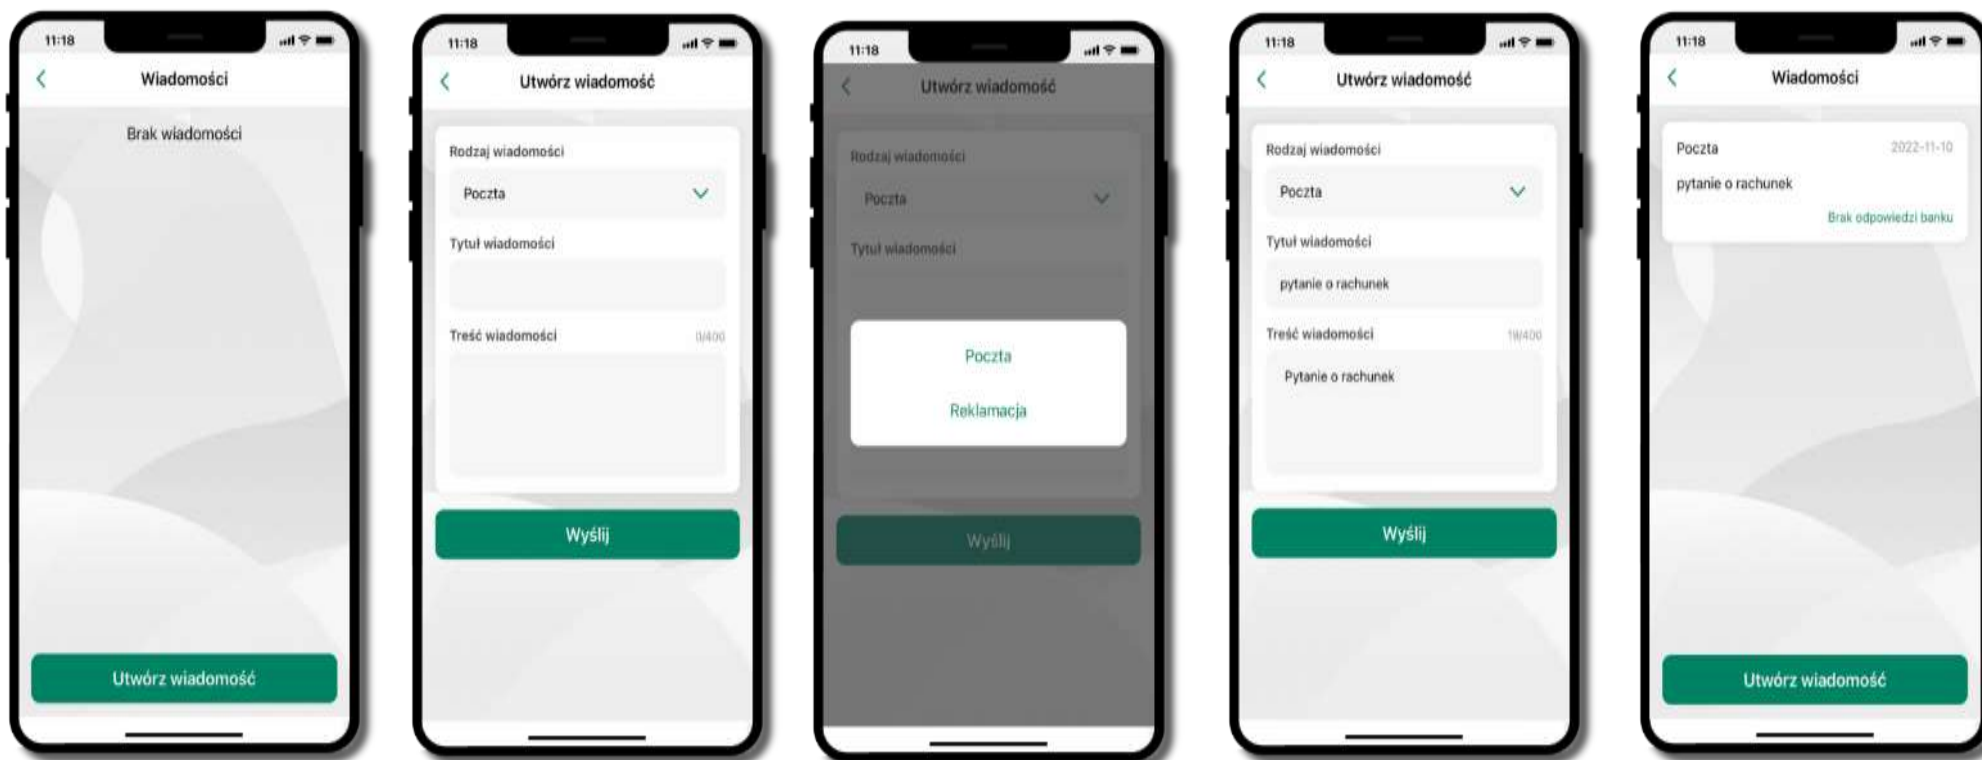 11:18
Wiadomości
Brak wiadomości
Utwórz wiadomość
11:18
Utwórz wiadomość
Rodzaj wiadomości
Poczta
Tytuł wiadomości
Treść wiadomości 0/400
Wyślij
11:18
Utwórz wiadomość
Rodzaj wiadomości
Poczta
Tytuł wiadomości
Poczta
Reklamacja
Wyślij
11:18
Utwórz wiadomość
Rodzaj wiadomości
Poczta
Tytuł wiadomości
pytanie o rachunek
Treść wiadomości 19/400
Pytanie o rachunek
Wyślij
11:18
Wiadomości
Poczta 2022-11-10
pytanie o rachunek
Brak odpowiedzi banku
Utwórz wiadomość